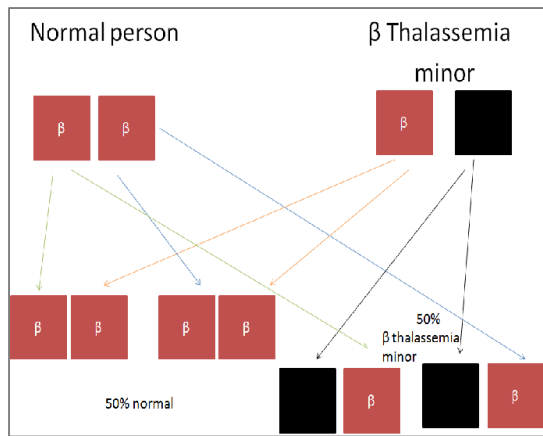 Normal person
β Thalassemia
minor
β
β
β
β
β
β
β
50%
β thalassemia
minor
β
β
50% normal